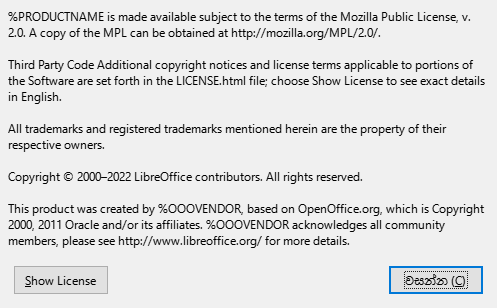 %PRODUCTNAME is made available subject to the terms of the Mozilla Public License, v.
2.0. A copy of the MPL can be obtained at http://mozilla.org/MPL/2.0/.
Third Party Code Additional copyright notices and license terms applicable to portions of
the Software are set forth in the LICENSE.html file; choose Show License to see exact details
in English.
All trademarks and registered trademarks mentioned herein are the property of their
respective owners.
Copyright © 2000–2022 LibreOffice contributors. All rights reserved.
This product was created by %OOOVENDOR, based on OpenOffice.org, which is Copyright
2000, 2011 Oracle and/or its affiliates. %OOOVENDOR acknowledges all community
members, please see http://www.libreoffice.org/ for more details.
Show License
වසන්න (C)